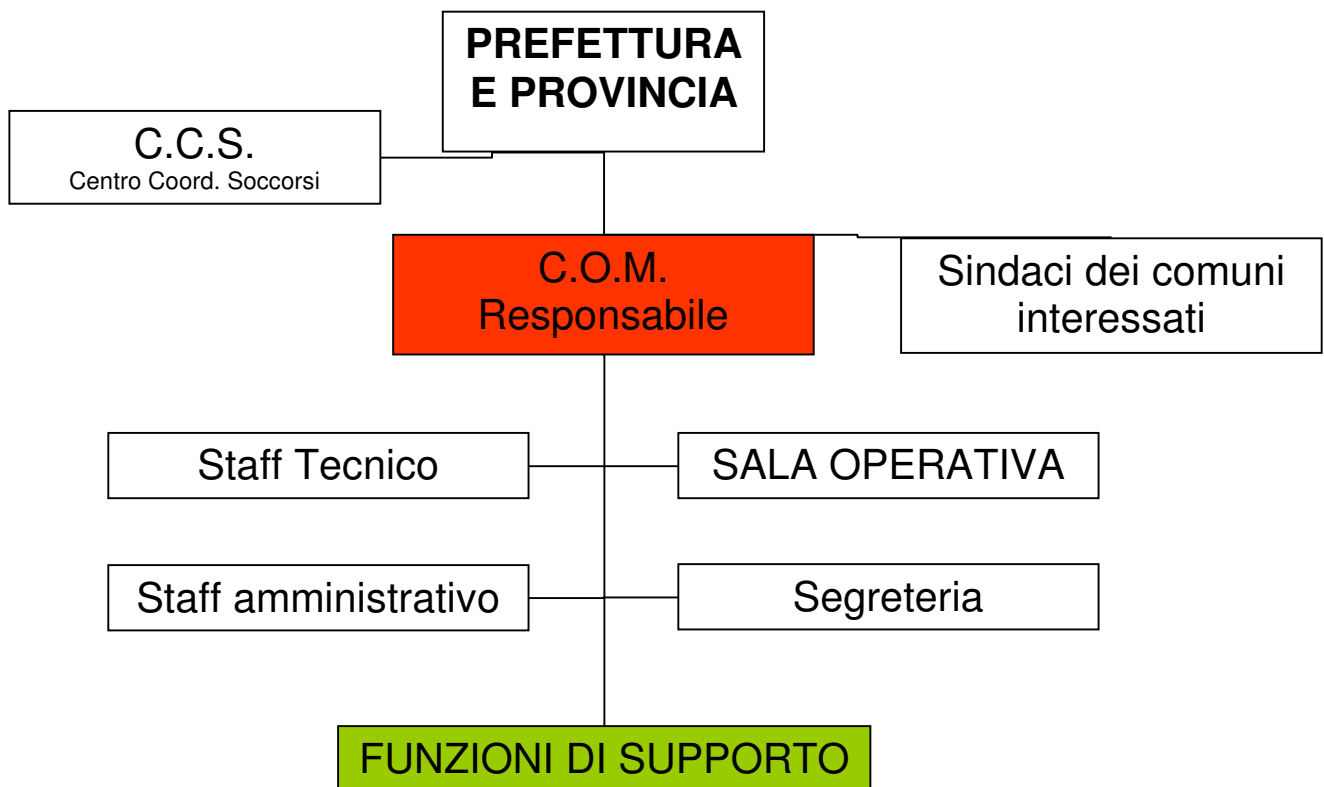 PREFETTURA
E PROVINCIA
C.C.S.
Centro Coord. Soccorsi
C.O.M.
Responsabile
Sindaci dei comuni
interessati
Staff Tecnico
SALA OPERATIVA
Staff amministrativo
Segreteria
FUNZIONI DI SUPPORTO